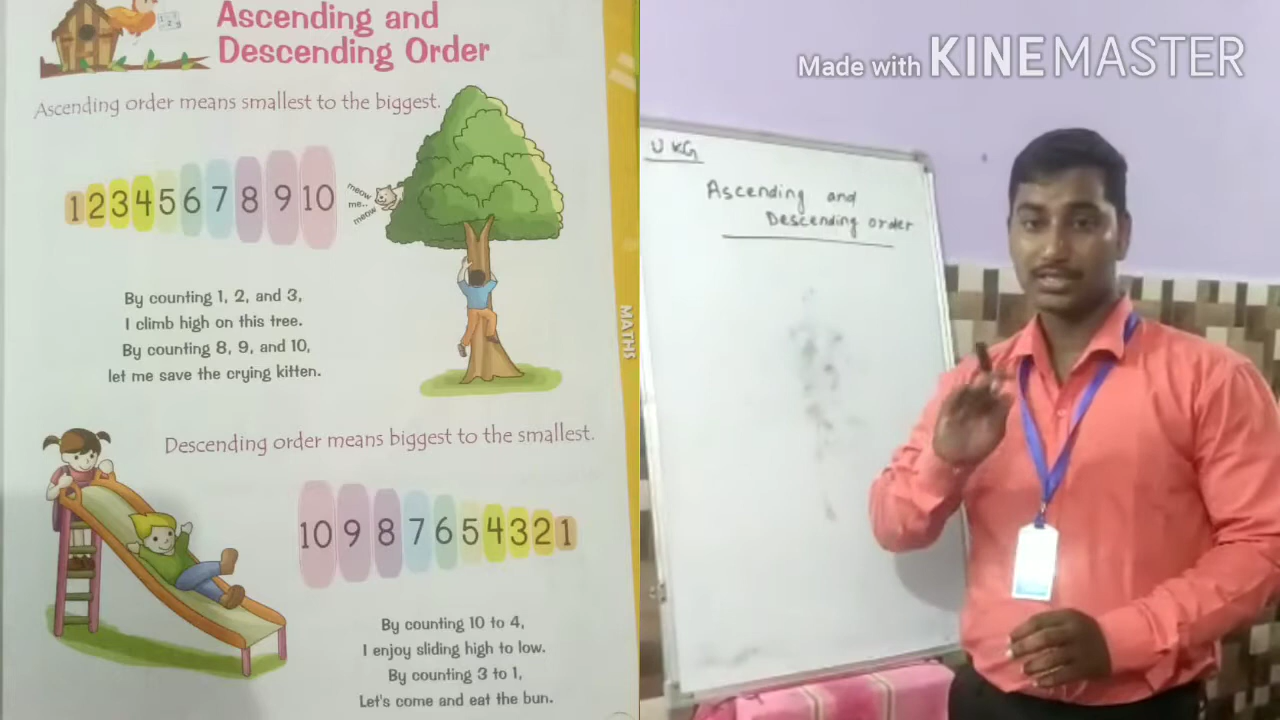 Ascending and
Descending Order
Ascending order means smallest to the biggest.
1 2 3 4 5 6 7 8 9 10
meow
me..
meow
By counting 1, 2, and 3,
I climb high on this tree.
By counting 8, 9, and 10,
let me save the crying kitten.
MATHS
Descending order means biggest to the smallest.
10 9 8 7 6 5 4 3 2 1
By counting 10 to 4,
I enjoy sliding high to low.
By counting 3 to 1,
Let's come and eat the bun.
Made with KINEMASTER
UKG
Ascending and
Descending order